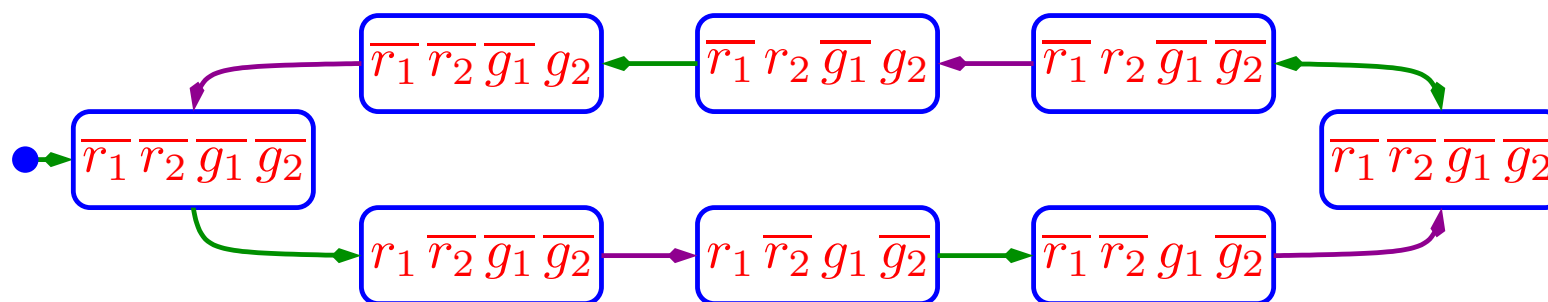 r̅₁ r̅₂ g̅₁ g₂
r̅₁ r₂ g̅₁ g₂
r̅₁ r₂ g̅₁ g̅₂
r̅₁ r̅₂ g̅₁ g̅₂
r̅₁ r̅₂ g̅₁ g̅₂
r₁ r̅₂ g̅₁ g̅₂
r₁ r̅₂ g₁ g̅₂
r̅₁ r̅₂ g₁ g̅₂